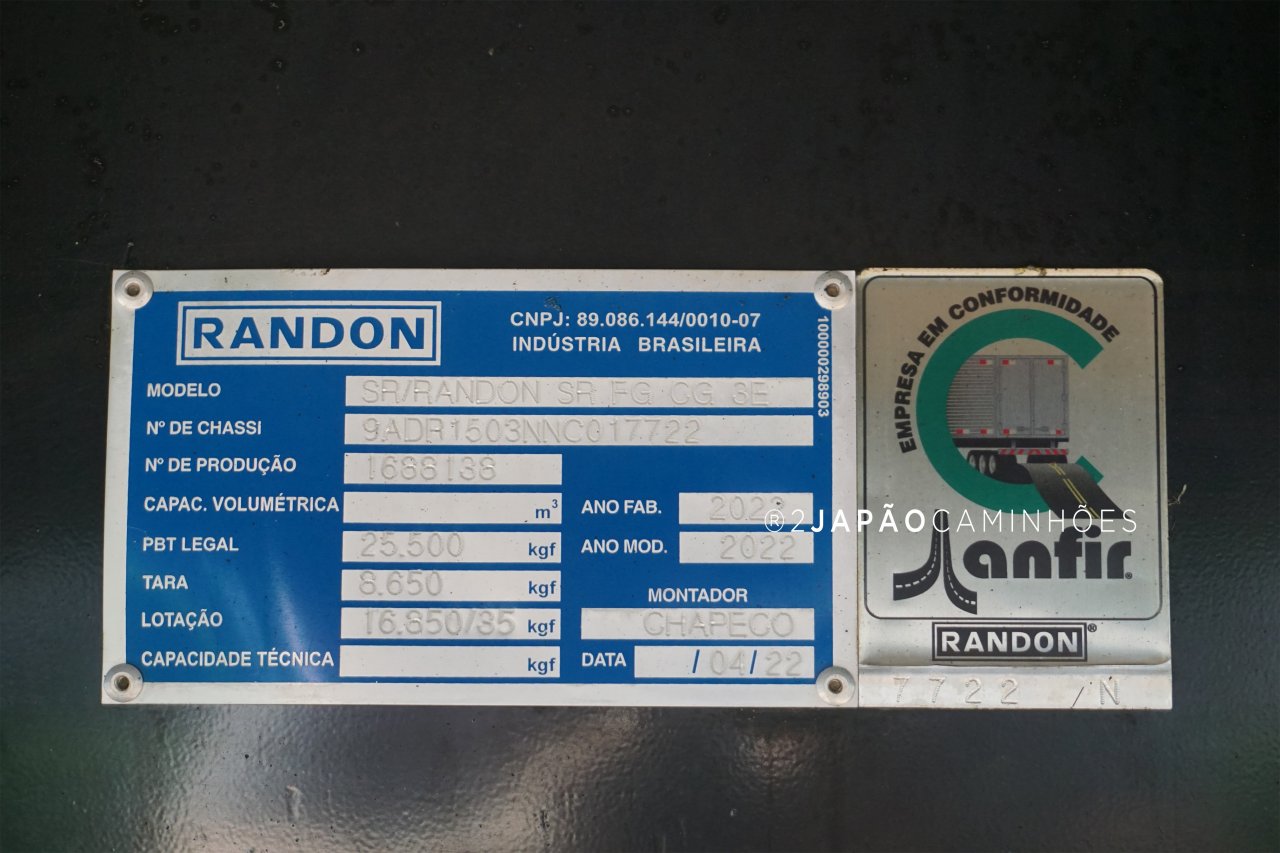 RANDON
CNPJ: 89.086.144/0010-07
INDÚSTRIA BRASILEIRA
100000298903
MODELO SR/RANDON SR FG CG 3E
Nº DE CHASSI 9ADR1503NNC017722
Nº DE PRODUÇÃO 1688138
CAPAC. VOLUMÉTRICA m³ ANO FAB. 2022
PBT LEGAL 25.500 kgf ANO MOD. 2022
TARA 8.650 kgf
MONTADOR
LOTAÇÃO 16.850/35 kgf CHAPECO
CAPACIDADE TÉCNICA kgf DATA /04/22
EMPRESA EM CONFORMIDADE
®2JAPÃOCAMINHÕES
anfir®
RANDON®
7722 /N